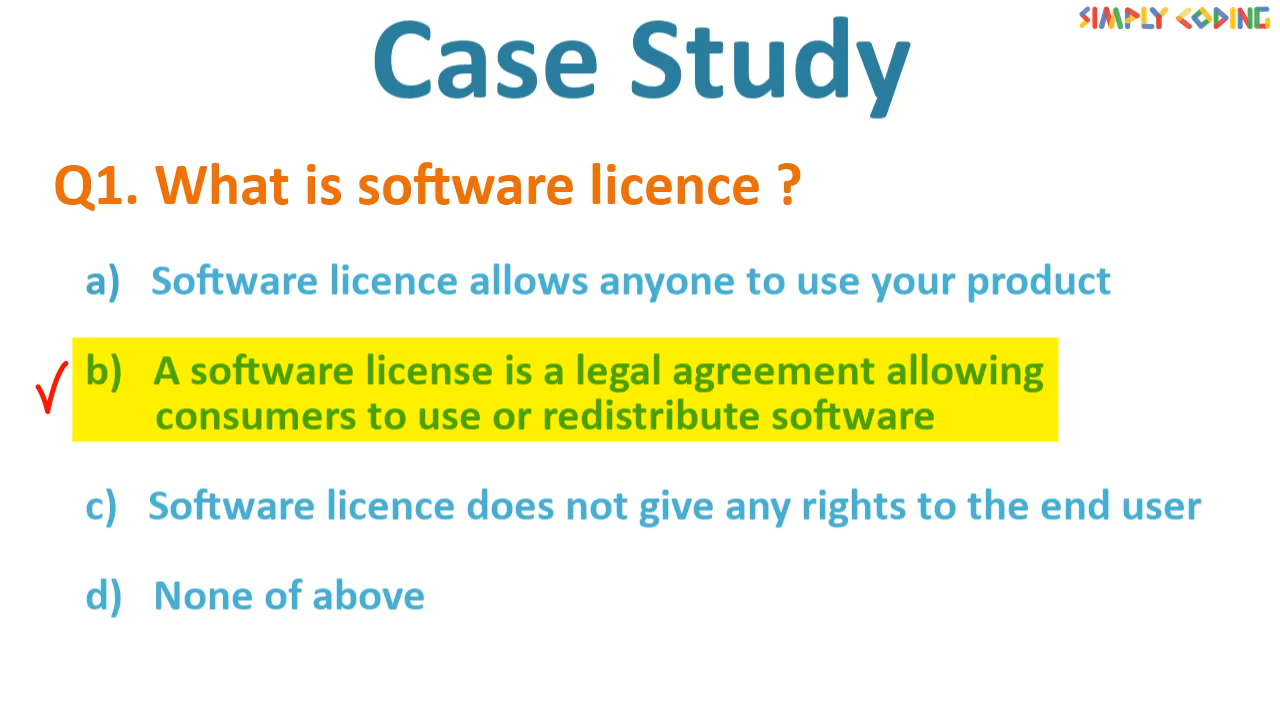 SIMPLY CODING
Case Study
Q1. What is software licence ?
a) Software licence allows anyone to use your product
b) A software license is a legal agreement allowing
consumers to use or redistribute software
c) Software licence does not give any rights to the end user
d) None of above